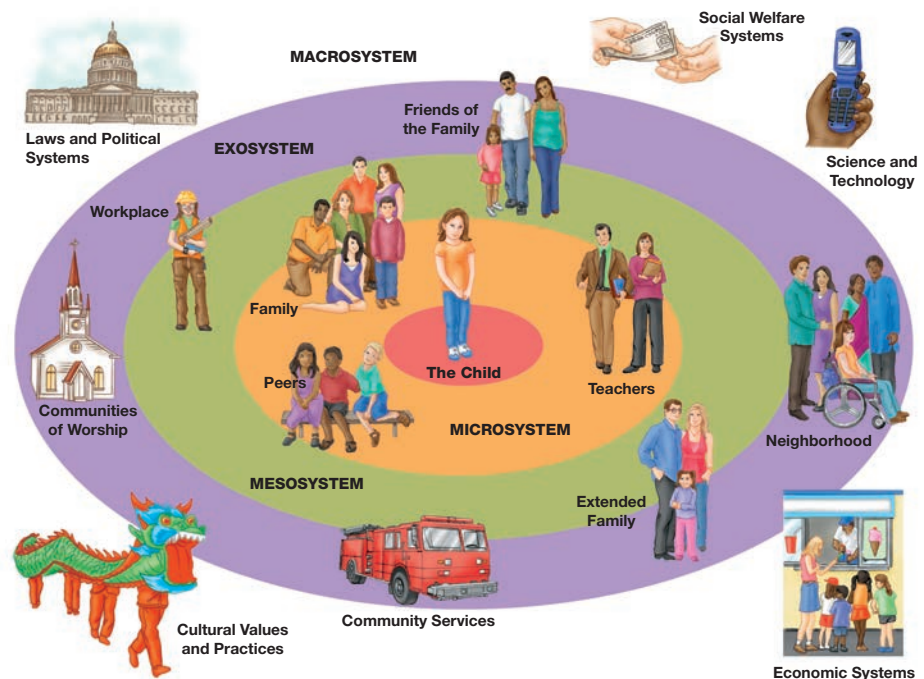 Social Welfare
Systems
MACROSYSTEM
Friends of
the Family
Laws and Political
Systems
EXOSYSTEM
Science and
Technology
Workplace
Family
The Child
Peers
Teachers
Communities
of Worship
MICROSYSTEM
Neighborhood
MESOSYSTEM
Extended
Family
Community Services
Cultural Values
and Practices
Economic Systems